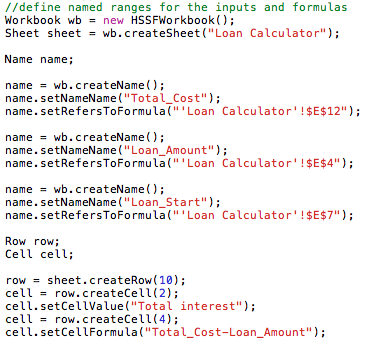 //define named ranges for the inputs and formulas
Workbook wb = new HSSFWorkbook();
Sheet sheet = wb.createSheet("Loan Calculator");
Name name;
name = wb.createName();
name.setNameName("Total_Cost");
name.setRefersToFormula("'Loan Calculator'!$E$12");
name = wb.createName();
name.setNameName("Loan_Amount");
name.setRefersToFormula("'Loan Calculator'!$E$4");
name = wb.createName();
name.setNameName("Loan_Start");
name.setRefersToFormula("'Loan Calculator'!$E$7");
Row row;
Cell cell;
row = sheet.createRow(10);
cell = row.createCell(2);
cell.setCellValue("Total interest");
cell = row.createCell(4);
cell.setCellFormula("Total_Cost-Loan_Amount");